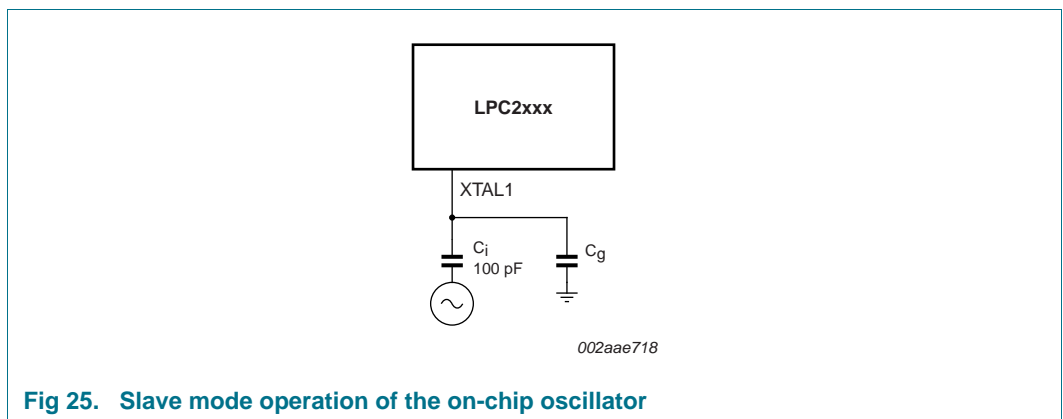 LPC2xxx
XTAL1
Ci
100 pF
Cg
002aae718
Fig 25. Slave mode operation of the on-chip oscillator